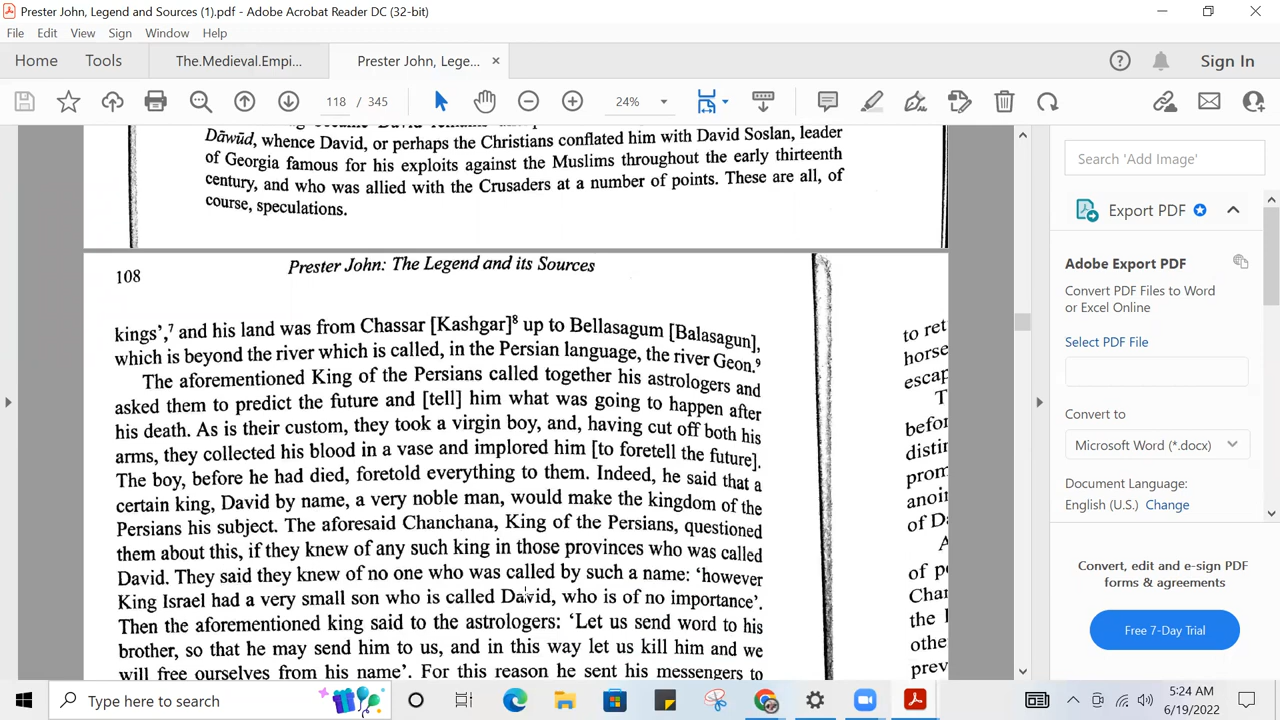 Prester John, Legend and Sources (1).pdf - Adobe Acrobat Reader DC (32-bit)
File Edit View Sign Window Help
Home Tools The.Medieval.Empi... Prester John, Lege... × Sign In
118 / 345 24%
Dāwūd, whence David, or perhaps the Christians conflated him with David Soslan, leader
of Georgia famous for his exploits against the Muslims throughout the early thirteenth
century, and who was allied with the Crusaders at a number of points. These are all, of
course, speculations.
108 Prester John: The Legend and its Sources
kings',⁷ and his land was from Chassar [Kashgar]⁸ up to Bellasagum [Balasagun],
which is beyond the river which is called, in the Persian language, the river Geon.⁹
The aforementioned King of the Persians called together his astrologers and
asked them to predict the future and [tell] him what was going to happen after
his death. As is their custom, they took a virgin boy, and, having cut off both his
arms, they collected his blood in a vase and implored him [to foretell the future].
The boy, before he had died, foretold everything to them. Indeed, he said that a
certain king, David by name, a very noble man, would make the kingdom of the
Persians his subject. The aforesaid Chanchana, King of the Persians, questioned
them about this, if they knew of any such king in those provinces who was called
David. They said they knew of no one who was called by such a name: 'however
King Israel had a very small son who is called David, who is of no importance'.
Then the aforementioned king said to the astrologers: 'Let us send word to his
brother, so that he may send him to us, and in this way let us kill him and we
will free ourselves from his name'. For this reason he sent his messengers to
to ret
horse
escap
T
befor
distin
prom
anoin
of Da
A
of pe
Chan
the
other
prev
Search 'Add Image'
Export PDF
Adobe Export PDF
Convert PDF Files to Word
or Excel Online
Select PDF File
Convert to
Microsoft Word (*.docx)
Document Language:
English (U.S.) Change
Convert, edit and e-sign PDF
forms & agreements
Free 7-Day Trial
Type here to search
5:24 AM
6/19/2022